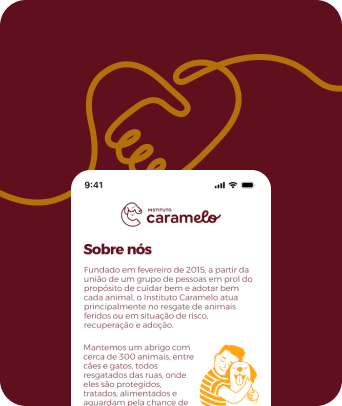 9:41
INSTITUTO
caramelo
Sobre nós
Fundado em fevereiro de 2015, a partir da
união de um grupo de pessoas em prol do
propósito de cuidar bem e adotar bem
cada animal, o Instituto Caramelo atua
principalmente no resgate de animais
feridos ou em situação de risco,
recuperação e adoção.
Mantemos um abrigo com
cerca de 300 animais, entre
cães e gatos, todos
resgatados das ruas, onde
eles são protegidos,
tratados, alimentados e
aguardam pela chance de